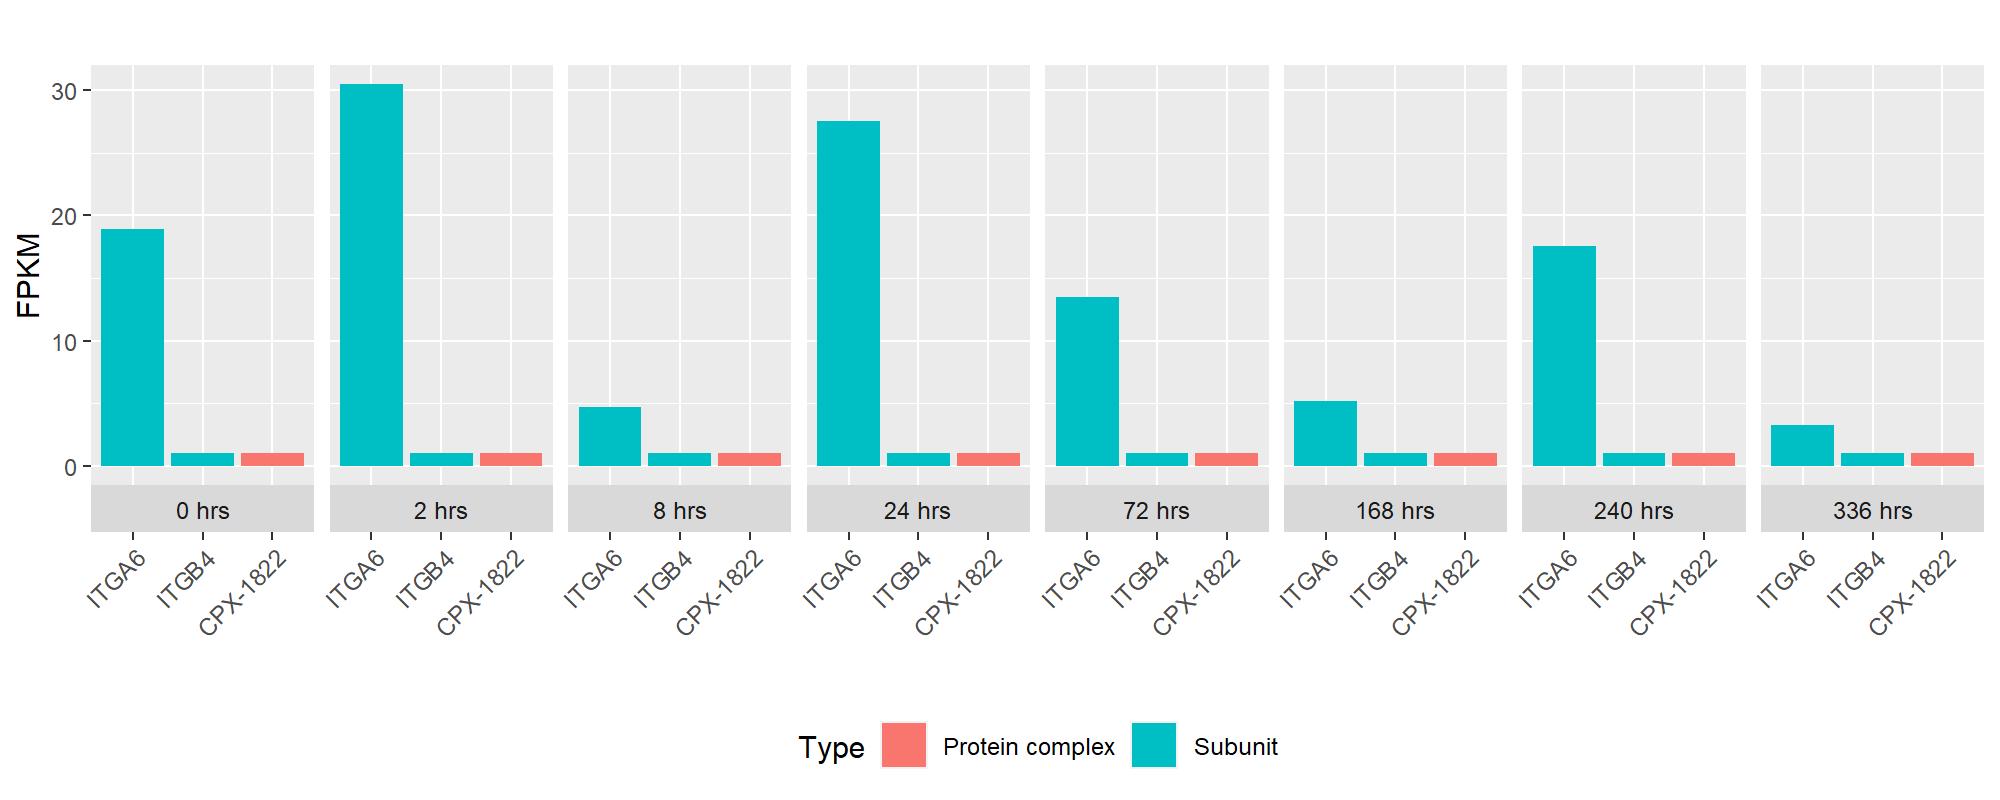 FPKM
30
20
10
0
0 hrs 2 hrs 8 hrs 24 hrs 72 hrs 168 hrs 240 hrs 336 hrs
ITGA6 ITGB4 CPX-1822 ITGA6 ITGB4 CPX-1822 ITGA6 ITGB4 CPX-1822 ITGA6 ITGB4 CPX-1822 ITGA6 ITGB4 CPX-1822 ITGA6 ITGB4 CPX-1822 ITGA6 ITGB4 CPX-1822 ITGA6 ITGB4 CPX-1822
Type Protein complex Subunit